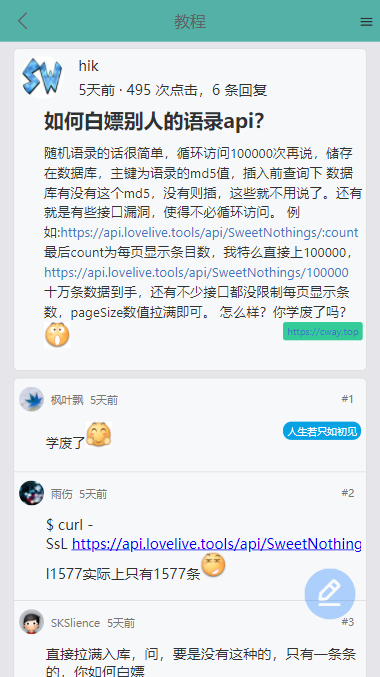 教程
hik
5天前 · 495 次点击，6 条回复
如何白嫖别人的语录api?
随机语录的话很简单，循环访问100000次再说，储存
在数据库，主键为语录的md5值，插入前查询下 数据
库有没有这个md5，没有则插，这些就不用说了。还有
就是有些接口漏洞，使得不必循环访问。 例
如:https://api.lovelive.tools/api/SweetNothings/:count
最后count为每页显示条目数，我特么直接上100000，
https://api.lovelive.tools/api/SweetNothings/100000
十万条数据到手，还有不少接口都没限制每页显示条
数，pageSize数值拉满即可。 怎么样？你学废了吗？
https://cway.top
枫叶飘 5天前 #1
学废了
人生若只如初见
雨伤 5天前 #2
$ curl -
SsL https://api.lovelive.tools/api/SweetNothing
l1577实际上只有1577条
SKSlience 5天前 #3
直接拉满入库，问，要是没有这种的，只有一条条
的，你如何白嫖